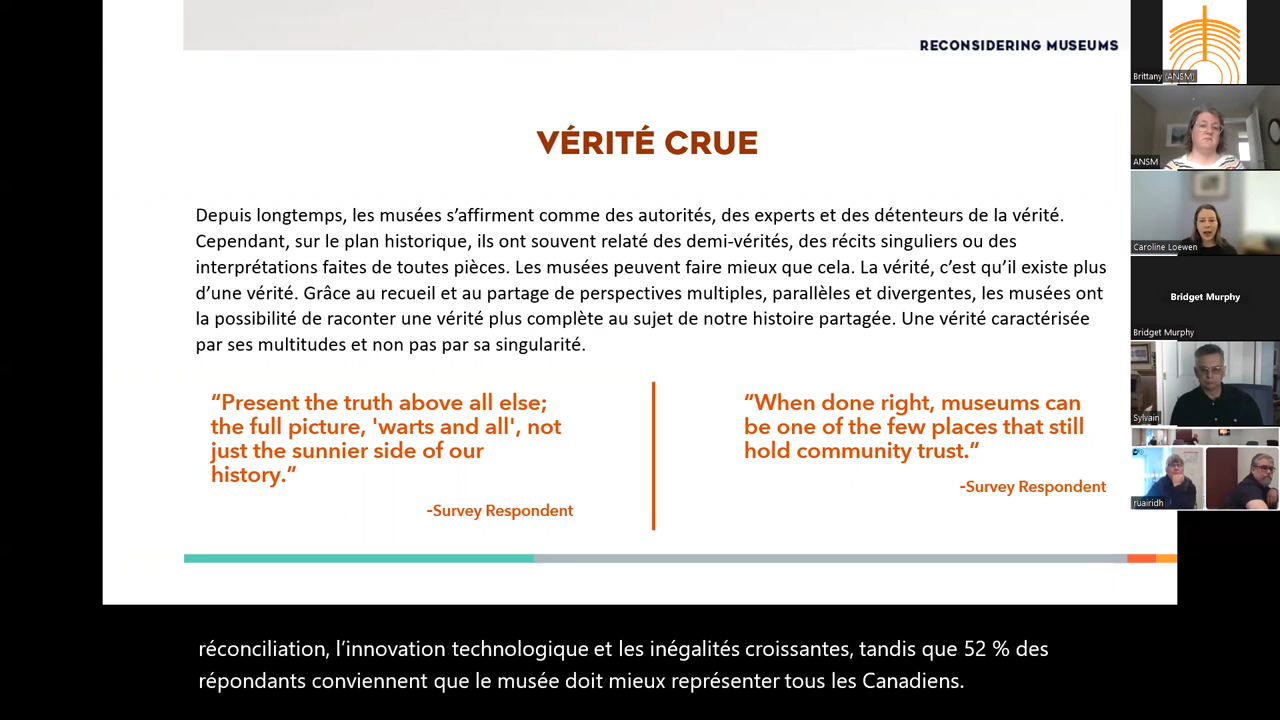 RECONSIDERING MUSEUMS
VÉRITÉ CRUE
Depuis longtemps, les musées s’affirment comme des autorités, des experts et des détenteurs de la vérité.
Cependant, sur le plan historique, ils ont souvent relaté des demi-vérités, des récits singuliers ou des
interprétations faites de toutes pièces. Les musées peuvent faire mieux que cela. La vérité, c’est qu’il existe plus
d’une vérité. Grâce au recueil et au partage de perspectives multiples, parallèles et divergentes, les musées ont
la possibilité de raconter une vérité plus complète au sujet de notre histoire partagée. Une vérité caractérisée
par ses multitudes et non pas par sa singularité.
“Present the truth above all else;
the full picture, 'warts and all', not
just the sunnier side of our
history.”
-Survey Respondent
“When done right, museums can
be one of the few places that still
hold community trust.”
-Survey Respondent
Brittany (ANSM)
ANSM
Caroline Loewen
Bridget Murphy
Bridget Murphy
Sylvain
ruairidh
réconciliation, l’innovation technologique et les inégalités croissantes, tandis que 52 % des
répondants conviennent que le musée doit mieux représenter tous les Canadiens.